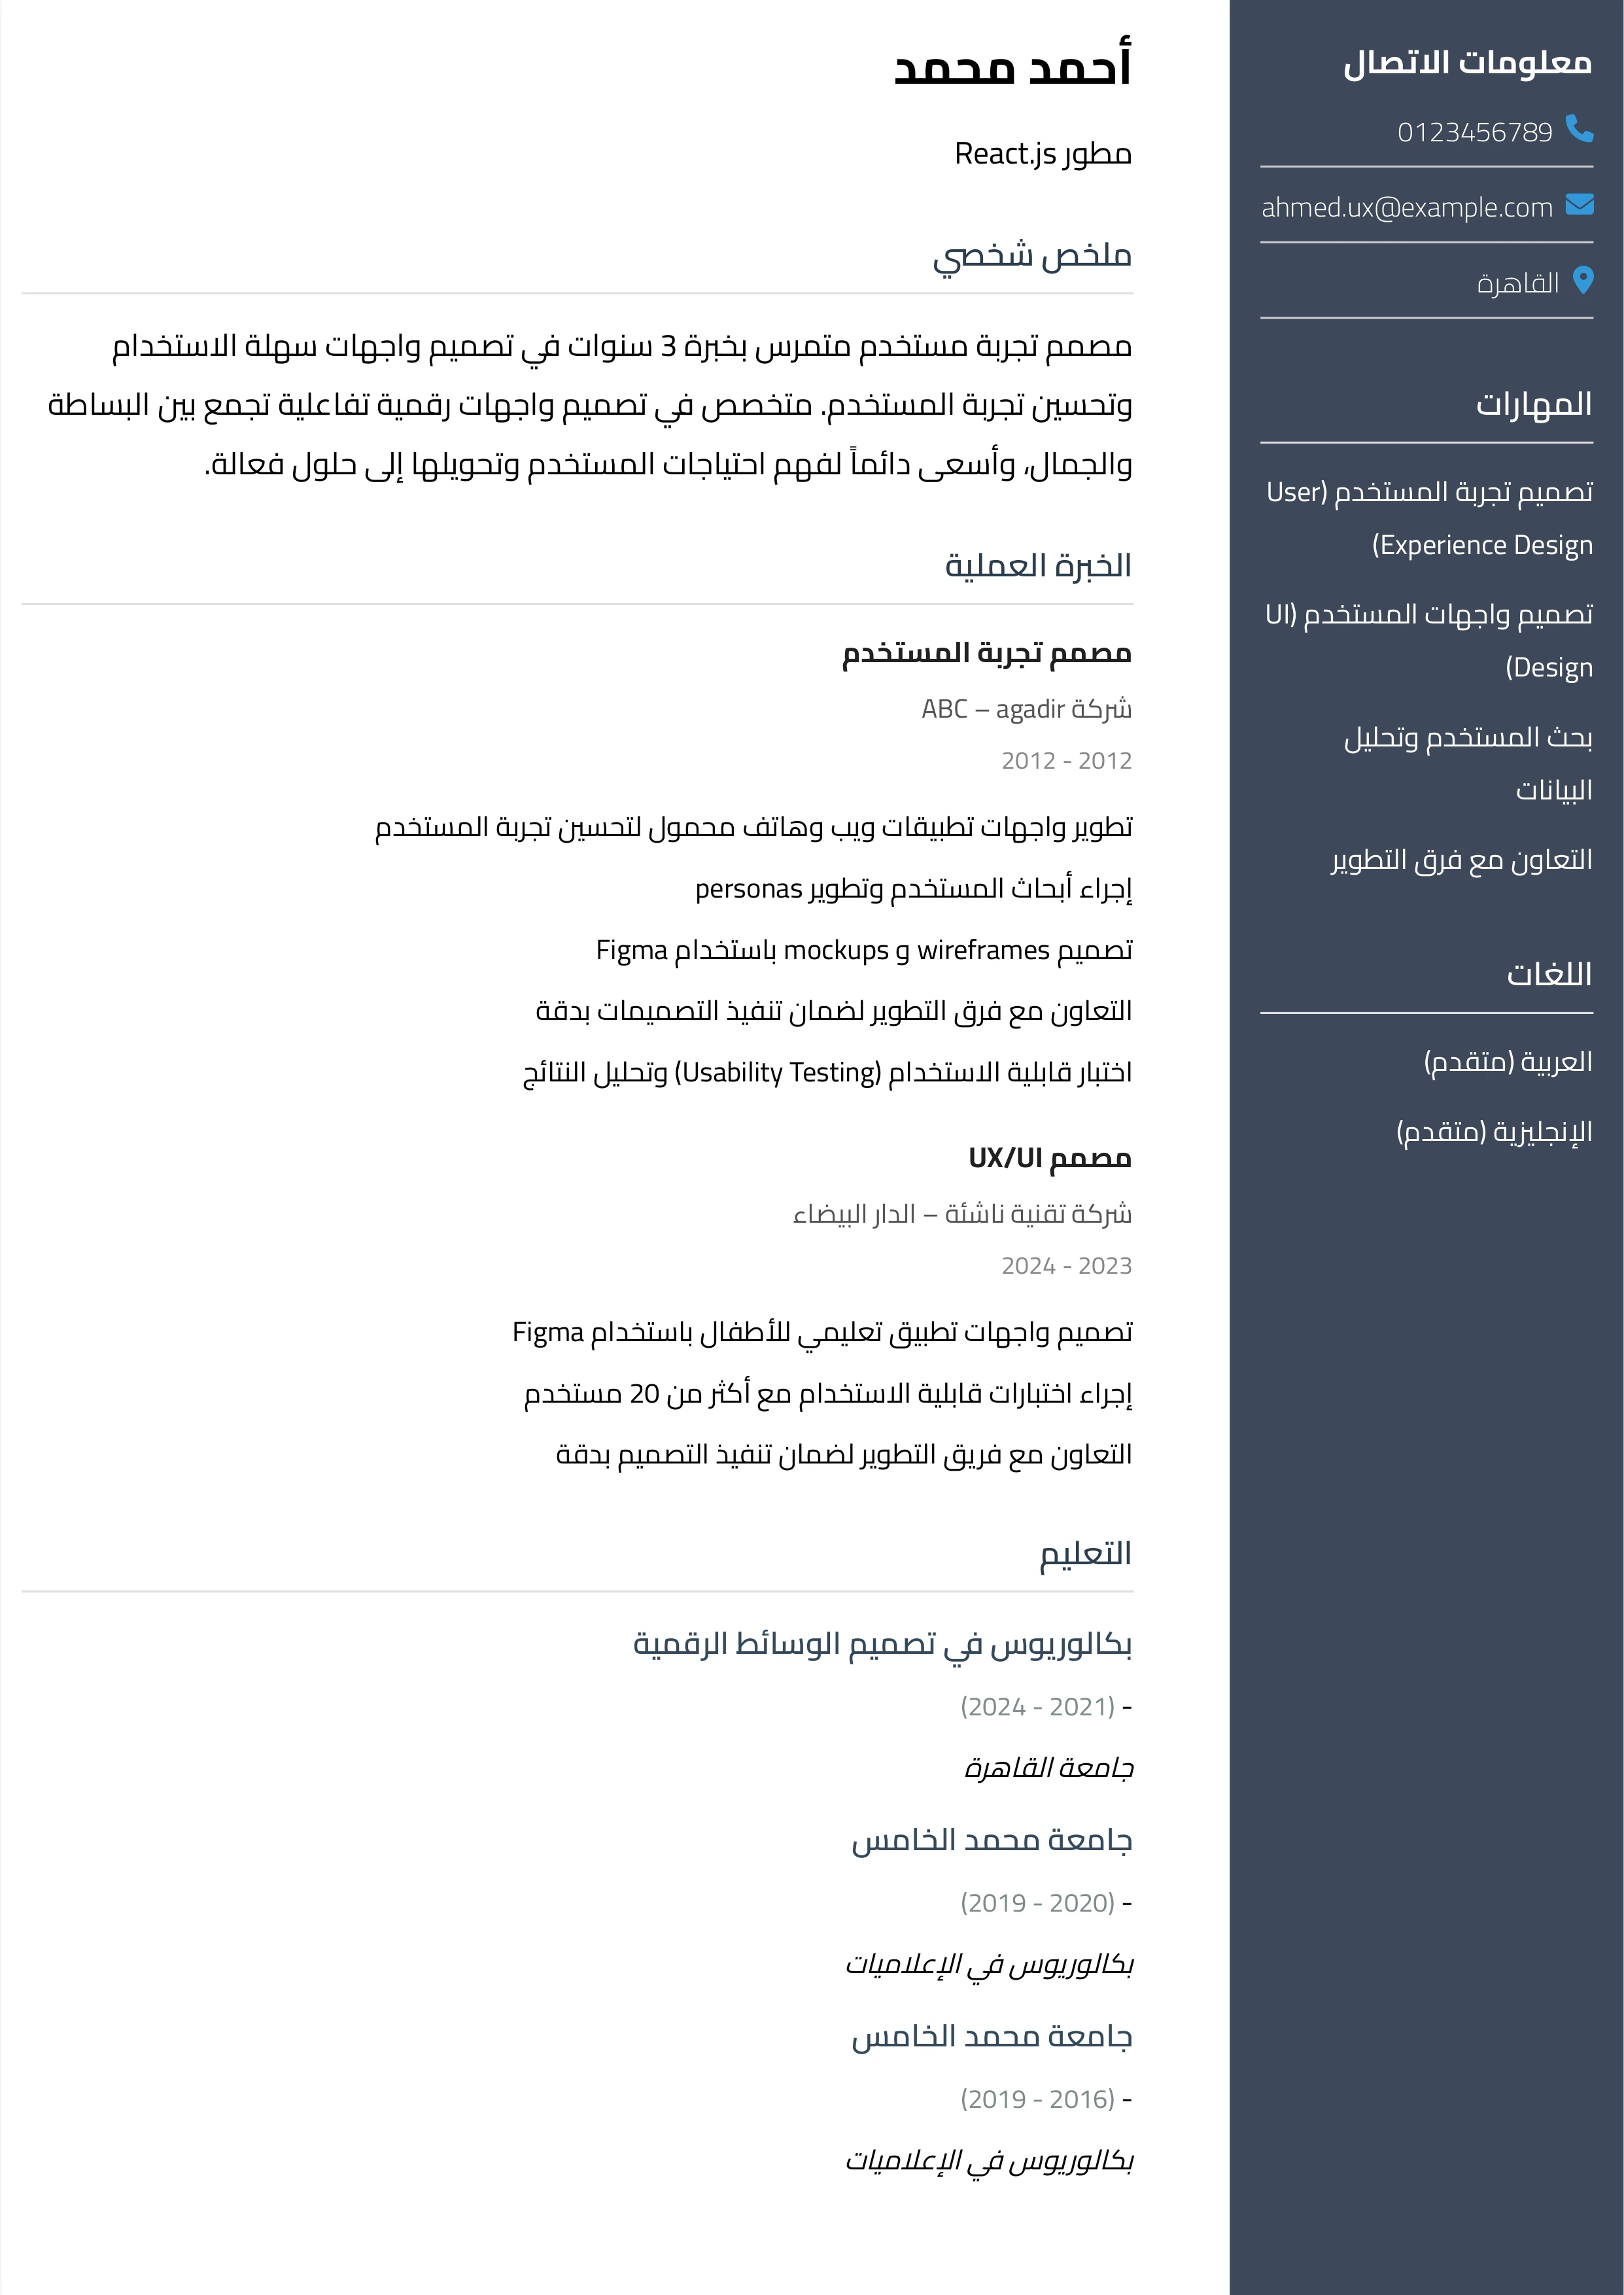 معلومات الاتصال
0123456789
ahmed.ux@example.com
القاهرة
المهارات
تصميم تجربة المستخدم (User
Experience Design)
تصميم واجهات المستخدم (UI
Design)
بحث المستخدم وتحليل
البيانات
التعاون مع فرق التطوير
اللغات
العربية (متقدم)
الإنجليزية (متقدم)
أحمد محمد
مطور React.js
ملخص شخصي
مصمم تجربة مستخدم متمرس بخبرة 3 سنوات في تصميم واجهات سهلة الاستخدام
وتحسين تجربة المستخدم. متخصص في تصميم واجهات رقمية تفاعلية تجمع بين البساطة
والجمال، وأسعى دائماً لفهم احتياجات المستخدم وتحويلها إلى حلول فعالة.
الخبرة العملية
مصمم تجربة المستخدم
شركة ABC – agadir
2012 - 2012
تطوير واجهات تطبيقات ويب وهاتف محمول لتحسين تجربة المستخدم
إجراء أبحاث المستخدم وتطوير personas
تصميم wireframes و mockups باستخدام Figma
التعاون مع فرق التطوير لضمان تنفيذ التصميمات بدقة
اختبار قابلية الاستخدام (Usability Testing) وتحليل النتائج
مصمم UX/UI
شركة تقنية ناشئة – الدار البيضاء
2023 - 2024
تصميم واجهات تطبيق تعليمي للأطفال باستخدام Figma
إجراء اختبارات قابلية الاستخدام مع أكثر من 20 مستخدم
التعاون مع فريق التطوير لضمان تنفيذ التصميم بدقة
التعليم
بكالوريوس في تصميم الوسائط الرقمية
- (2021 - 2024)
جامعة القاهرة
جامعة محمد الخامس
- (2020 - 2019)
بكالوريوس في الإعلاميات
جامعة محمد الخامس
- (2016 - 2019)
بكالوريوس في الإعلاميات